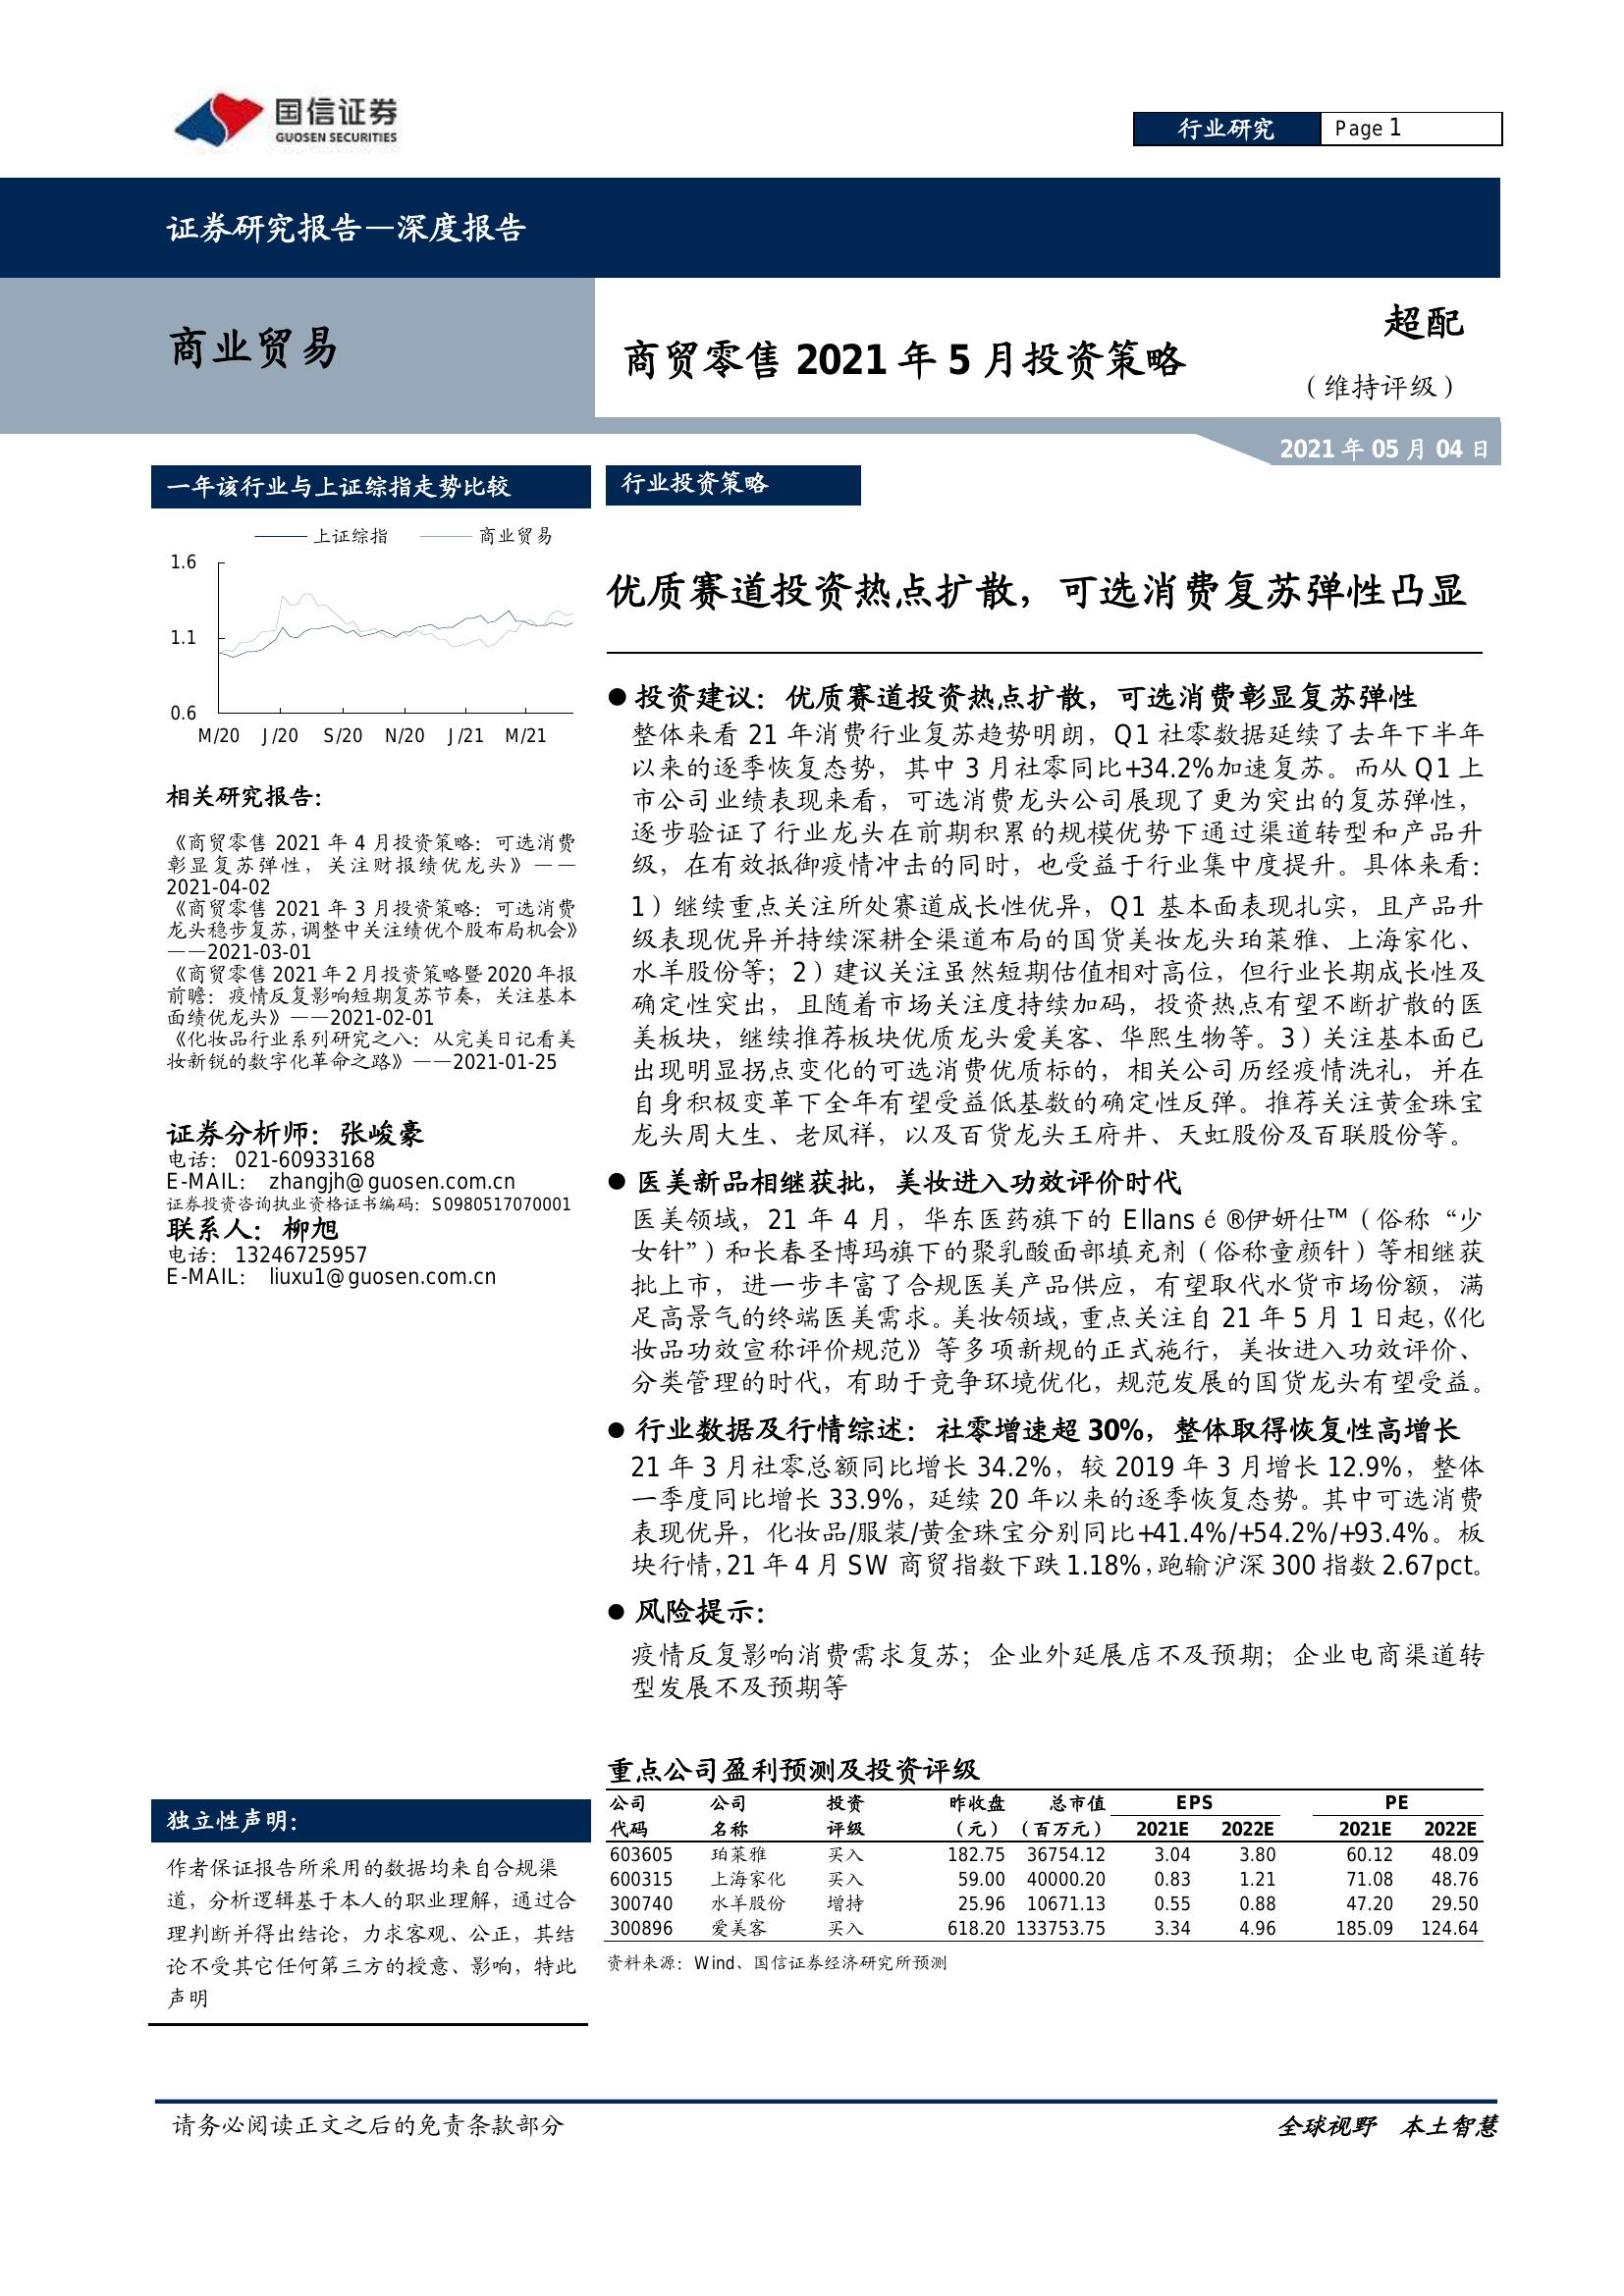 国信证券
GUOSEN SECURITIES
行业研究 Page 1
证券研究报告—深度报告
商业贸易
商贸零售 2021 年 5 月投资策略
超配
（维持评级）
2021 年 05 月 04 日
一年该行业与上证综指走势比较
上证综指 商业贸易
1.6
1.1
0.6
M/20 J/20 S/20 N/20 J/21 M/21
相关研究报告：
《商贸零售 2021 年 4 月投资策略：可选消费
彰显复苏弹性，关注财报绩优龙头》——
2021-04-02
《商贸零售 2021 年 3 月投资策略：可选消费
龙头稳步复苏,调整中关注绩优个股布局机会》
——2021-03-01
《商贸零售 2021 年 2 月投资策略暨 2020 年报
前瞻：疫情反复影响短期复苏节奏，关注基本
面绩优龙头》——2021-02-01
《化妆品行业系列研究之八：从完美日记看美
妆新锐的数字化革命之路》——2021-01-25
证券分析师：张峻豪
电话： 021-60933168
E-MAIL： zhangjh@guosen.com.cn
证券投资咨询执业资格证书编码：S0980517070001
联系人：柳旭
电话：13246725957
E-MAIL： liuxu1@guosen.com.cn
独立性声明：
作者保证报告所采用的数据均来自合规渠
道，分析逻辑基于本人的职业理解，通过合
理判断并得出结论，力求客观、公正，其结
论不受其它任何第三方的授意、影响，特此
声明
行业投资策略
优质赛道投资热点扩散，可选消费复苏弹性凸显
● 投资建议：优质赛道投资热点扩散，可选消费彰显复苏弹性
整体来看 21 年消费行业复苏趋势明朗，Q1 社零数据延续了去年下半年
以来的逐季恢复态势，其中 3 月社零同比+34.2%加速复苏。而从 Q1 上
市公司业绩表现来看，可选消费龙头公司展现了更为突出的复苏弹性，
逐步验证了行业龙头在前期积累的规模优势下通过渠道转型和产品升
级，在有效抵御疫情冲击的同时，也受益于行业集中度提升。具体来看：
1）继续重点关注所处赛道成长性优异，Q1 基本面表现扎实，且产品升
级表现优异并持续深耕全渠道布局的国货美妆龙头珀莱雅、上海家化、
水羊股份等；2）建议关注虽然短期估值相对高位，但行业长期成长性及
确定性突出，且随着市场关注度持续加码，投资热点有望不断扩散的医
美板块，继续推荐板块优质龙头爱美客、华熙生物等。3）关注基本面已
出现明显拐点变化的可选消费优质标的，相关公司历经疫情洗礼，并在
自身积极变革下全年有望受益低基数的确定性反弹。推荐关注黄金珠宝
龙头周大生、老凤祥，以及百货龙头王府井、天虹股份及百联股份等。
● 医美新品相继获批，美妆进入功效评价时代
医美领域，21 年 4 月，华东医药旗下的 Ellans é ®伊妍仕™（俗称“少
女针”）和长春圣博玛旗下的聚乳酸面部填充剂（俗称童颜针）等相继获
批上市，进一步丰富了合规医美产品供应，有望取代水货市场份额，满
足高景气的终端医美需求。美妆领域，重点关注自 21 年 5 月 1 日起,《化
妆品功效宣称评价规范》等多项新规的正式施行，美妆进入功效评价、
分类管理的时代，有助于竞争环境优化，规范发展的国货龙头有望受益。
● 行业数据及行情综述：社零增速超 30%，整体取得恢复性高增长
21 年 3 月社零总额同比增长 34.2%，较 2019 年 3 月增长 12.9%，整体
一季度同比增长 33.9%，延续 20 年以来的逐季恢复态势。其中可选消费
表现优异，化妆品/服装/黄金珠宝分别同比+41.4%/+54.2%/+93.4%。板
块行情,21 年 4 月 SW 商贸指数下跌 1.18%,跑输沪深 300 指数 2.67pct。
● 风险提示：
疫情反复影响消费需求复苏；企业外延展店不及预期；企业电商渠道转
型发展不及预期等
重点公司盈利预测及投资评级
公司 公司 投资 昨收盘 总市值 EPS PE
代码 名称 评级 （元） （百万元） 2021E 2022E 2021E 2022E
603605 珀莱雅 买入 182.75 36754.12 3.04 3.80 60.12 48.09
600315 上海家化 买入 59.00 40000.20 0.83 1.21 71.08 48.76
300740 水羊股份 增持 25.96 10671.13 0.55 0.88 47.20 29.50
300896 爱美客 买入 618.20 133753.75 3.34 4.96 185.09 124.64
资料来源：Wind、国信证券经济研究所预测
请务必阅读正文之后的免责条款部分
全球视野 本土智慧